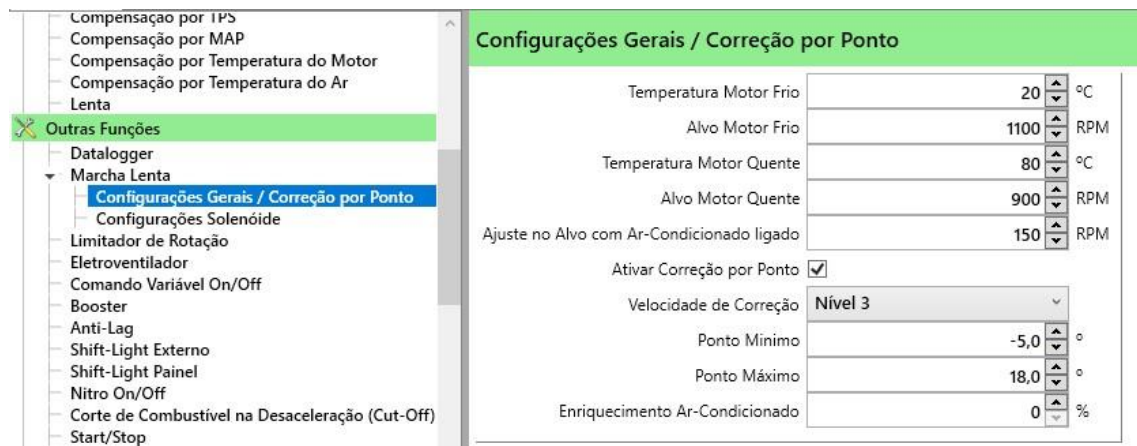 Compensação por TPS
Compensação por MAP
Compensação por Temperatura do Motor
Compensação por Temperatura do Ar
Lenta
Outras Funções
Datalogger
Marcha Lenta
Configurações Gerais / Correção por Ponto
Configurações Solenóide
Limitador de Rotação
Eletroventilador
Comando Variável On/Off
Booster
Anti-Lag
Shift-Light Externo
Shift-Light Painel
Nitro On/Off
Corte de Combustível na Desaceleração (Cut-Off)
Start/Stop
Configurações Gerais / Correção por Ponto
Temperatura Motor Frio 20 ºC
Alvo Motor Frio 1100 RPM
Temperatura Motor Quente 80 ºC
Alvo Motor Quente 900 RPM
Ajuste no Alvo com Ar-Condicionado ligado 150 RPM
Ativar Correção por Ponto
Velocidade de Correção Nível 3
Ponto Minimo -5,0 º
Ponto Máximo 18,0 º
Enriquecimento Ar-Condicionado 0 %